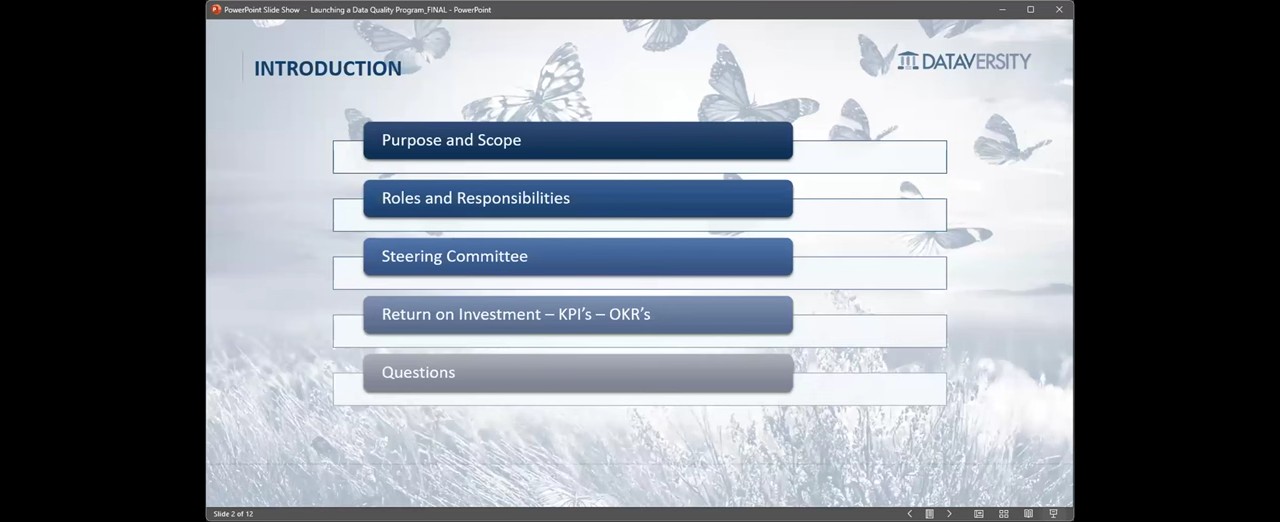 PowerPoint Slide Show - Launching a Data Quality Program_FINAL - PowerPoint
INTRODUCTION
DATAVERSITY
Purpose and Scope
Roles and Responsibilities
Steering Committee
Return on Investment – KPI’s – OKR’s
Questions
Slide 2 of 12